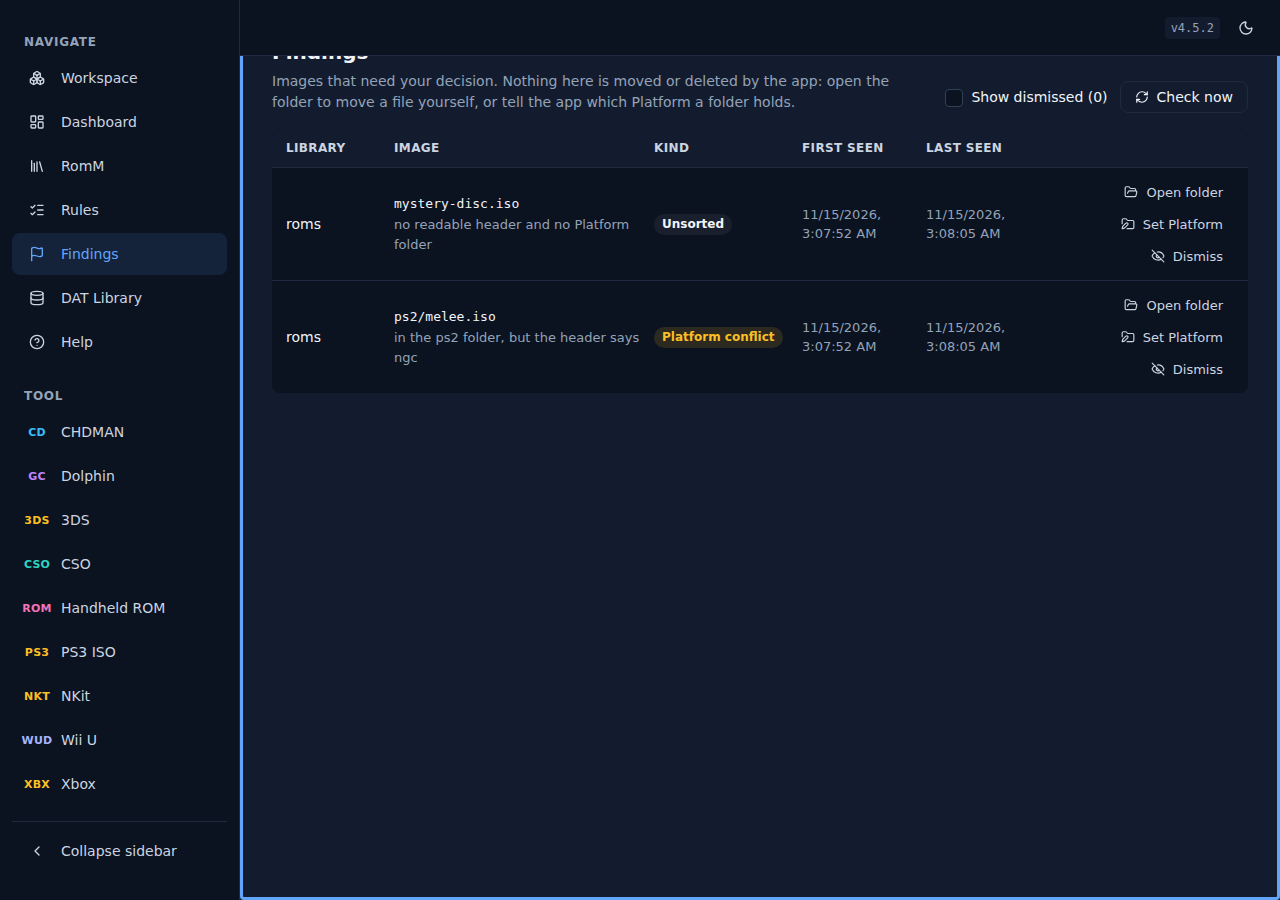 NAVIGATE
Workspace
Dashboard
RomM
Rules
Findings
DAT Library
Help
TOOL
CD CHDMAN
GC Dolphin
3DS 3DS
CSO CSO
ROM Handheld ROM
PS3 PS3 ISO
NKT NKit
WUD Wii U
XBX Xbox
Collapse sidebar
v4.5.2
Findings
Images that need your decision. Nothing here is moved or deleted by the app: open the
folder to move a file yourself, or tell the app which Platform a folder holds.
Show dismissed (0)
Check now
LIBRARY IMAGE KIND FIRST SEEN LAST SEEN
roms
mystery-disc.iso
no readable header and no Platform
folder
Unsorted
11/15/2026,
3:07:52 AM
11/15/2026,
3:08:05 AM
Open folder
Set Platform
Dismiss
roms
ps2/melee.iso
in the ps2 folder, but the header says
ngc
Platform conflict
11/15/2026,
3:07:52 AM
11/15/2026,
3:08:05 AM
Open folder
Set Platform
Dismiss